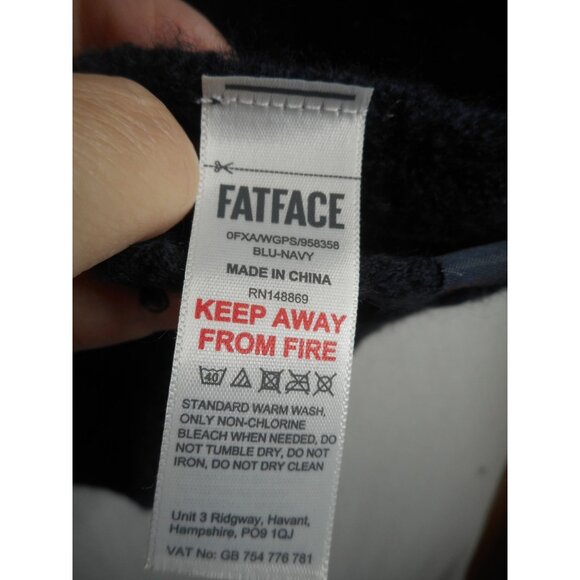 FATFACE
0FXA/WGPS/958358
BLU-NAVY
MADE IN CHINA
RN148869
KEEP AWAY
FROM FIRE
40
STANDARD WARM WASH,
ONLY NON-CHLORINE
BLEACH WHEN NEEDED, DO
NOT TUMBLE DRY, DO NOT
IRON, DO NOT DRY CLEAN
Unit 3 Ridgway, Havant,
Hampshire, PO9 1QJ
VAT No: GB 754 776 781